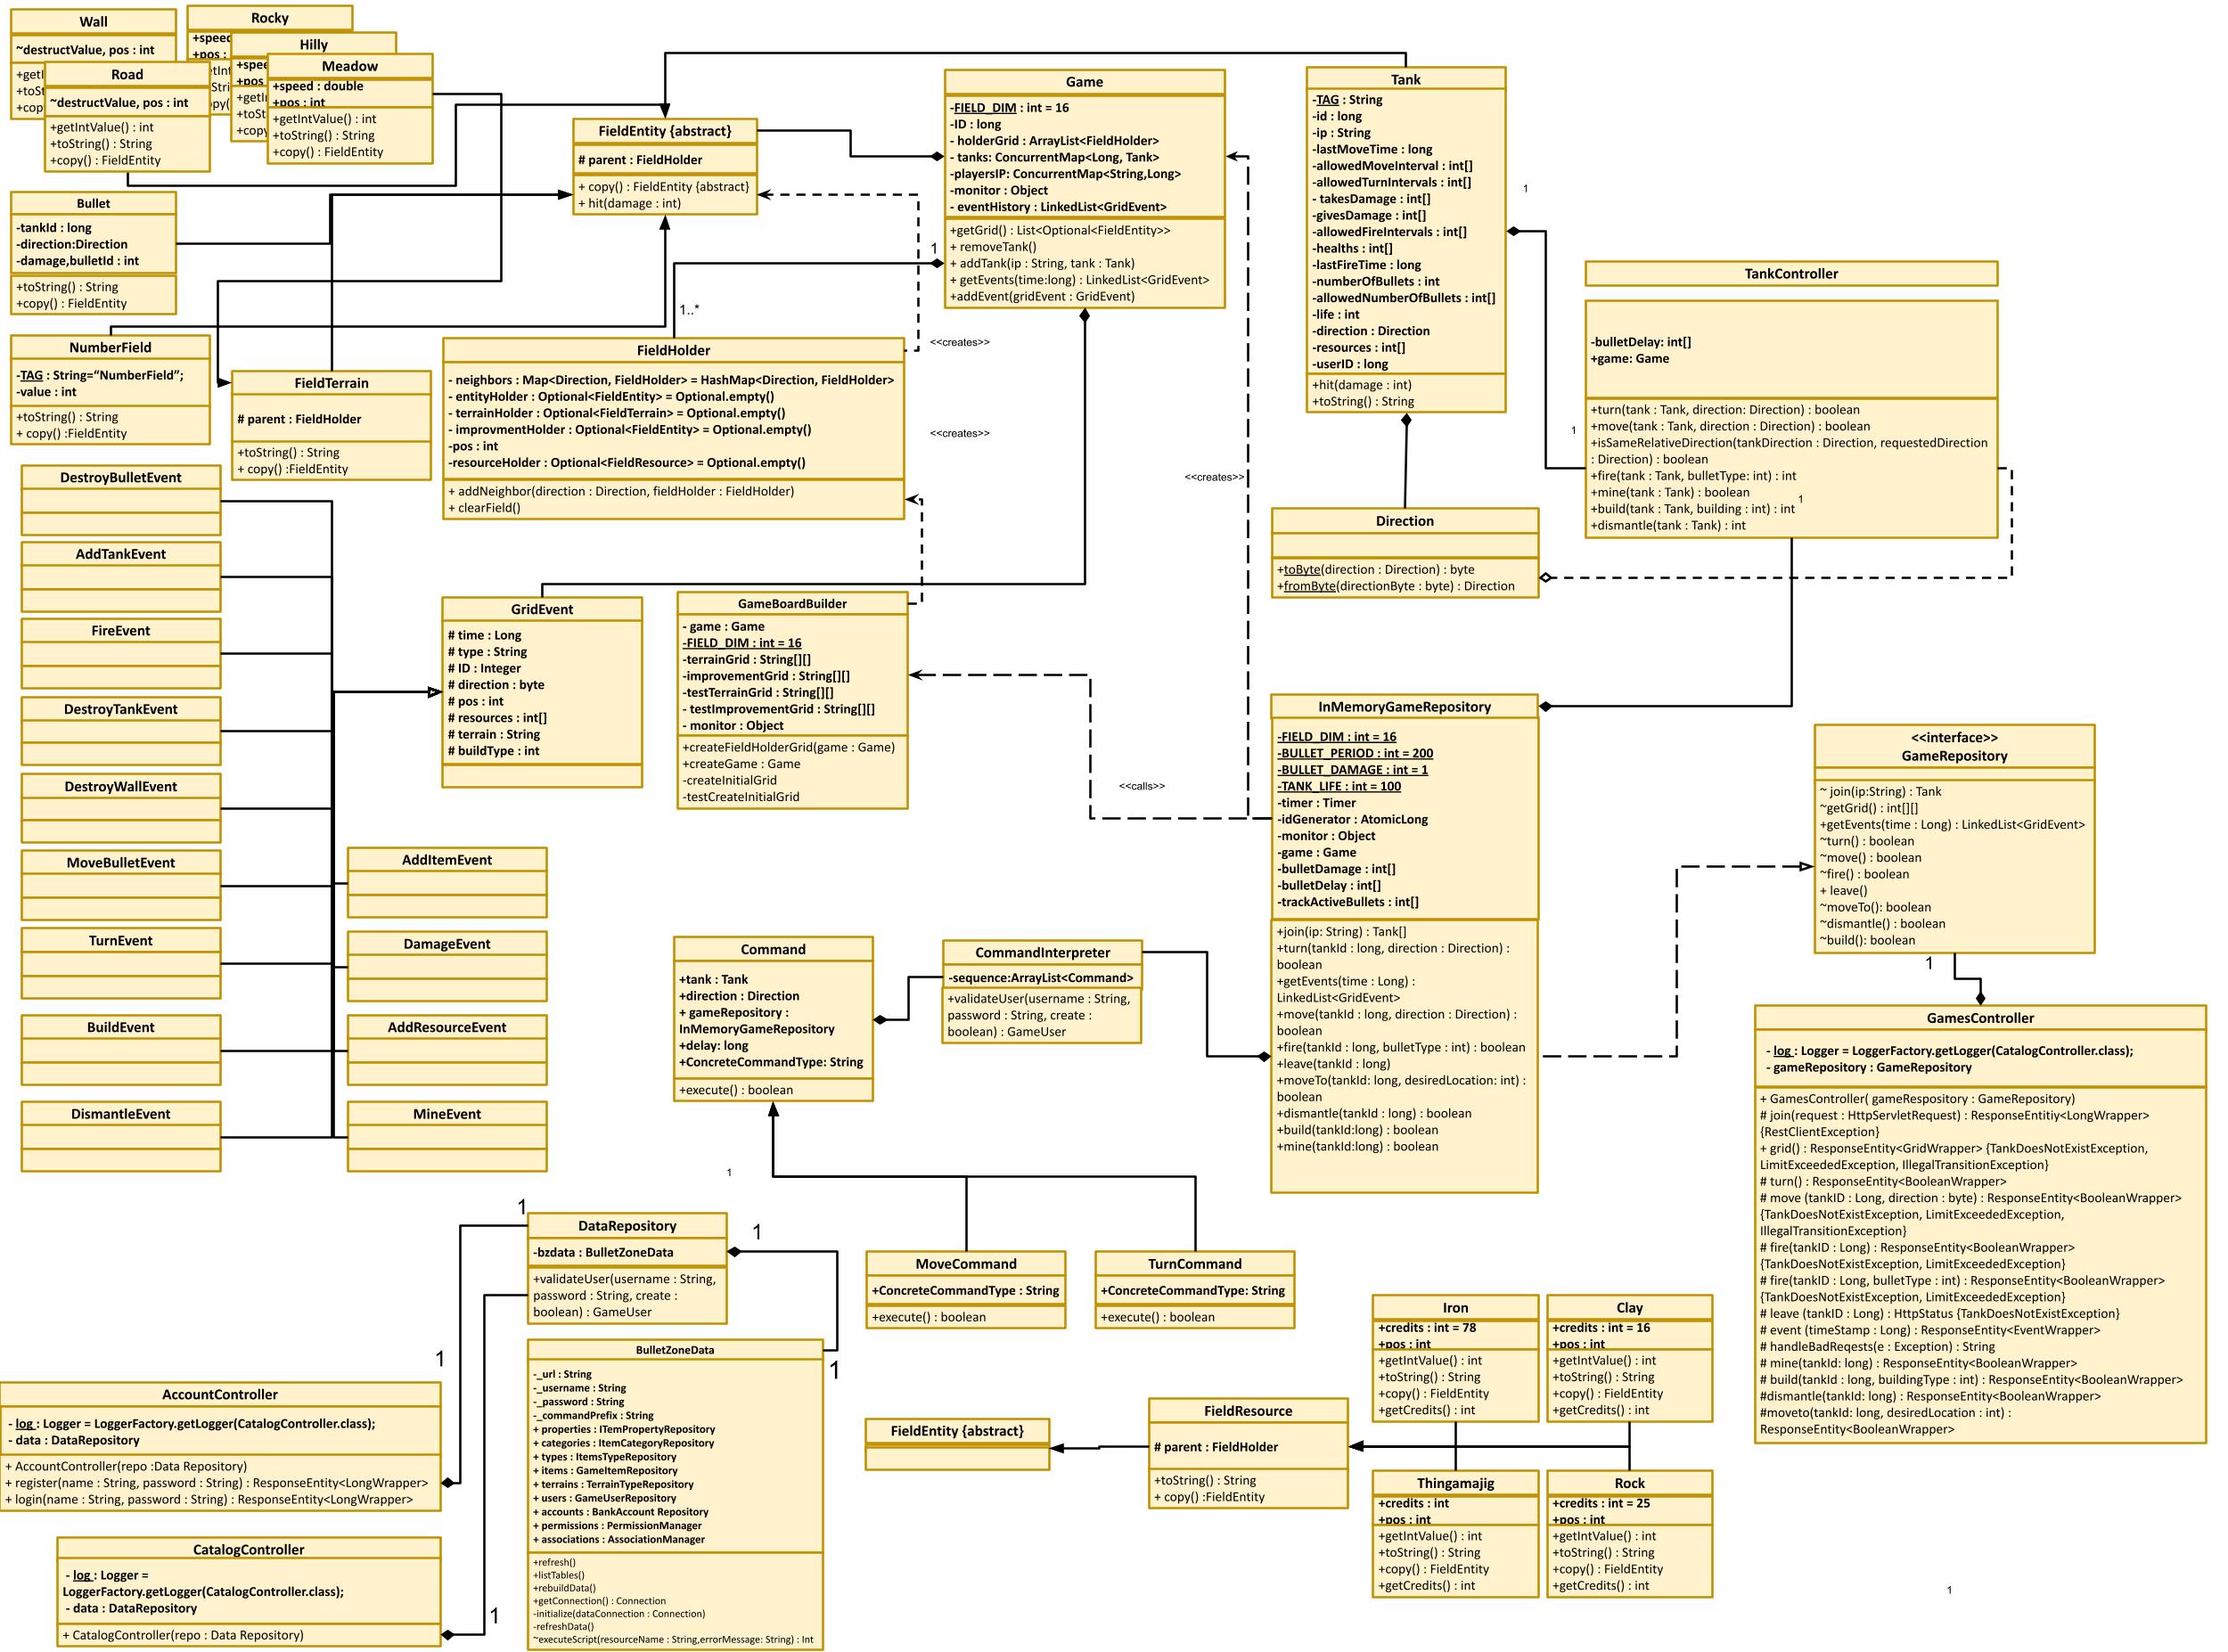 Wall
~destructValue, pos : int
Rocky
Hilly
Meadow
+speed : double
+pos : int
+getIntValue() : int
+toString() : String
+copy() : FieldEntity
Road
~destructValue, pos : int
+getIntValue() : int
+toString() : String
+copy() : FieldEntity
Bullet
-tankId : long
-direction:Direction
-damage,bulletId : int
+toString() : String
+copy() : FieldEntity
NumberField
-TAG : String="NumberField";
-value : int
+toString() : String
+ copy() :FieldEntity
FieldTerrain
# parent : FieldHolder
+toString() : String
+ copy() :FieldEntity
FieldEntity {abstract}
# parent : FieldHolder
+ copy() : FieldEntity {abstract}
+ hit(damage : int)
Game
-FIELD_DIM : int = 16
-ID : long
- holderGrid : ArrayList<FieldHolder>
- tanks: ConcurrentMap<Long, Tank>
-playersIP: ConcurrentMap<String,Long>
-monitor : Object
- eventHistory : LinkedList<GridEvent>
+getGrid() : List<Optional<FieldEntity>>
+ removeTank()
+ addTank(ip : String, tank : Tank)
+ getEvents(time:long) : LinkedList<GridEvent>
+addEvent(gridEvent : GridEvent)
1
1..*
Tank
-TAG : String
-id : long
-ip : String
-lastMoveTime : long
-allowedMoveInterval : int[]
-allowedTurnIntervals : int[]
- takesDamage : int[]
-givesDamage : int[]
-allowedFireIntervals : int[]
-healths : int[]
-lastFireTime : long
-numberOfBullets : int
-allowedNumberOfBullets : int[]
-life : int
-direction : Direction
-resources : int[]
-userID : long
+hit(damage : int)
+toString() : String
1
1
TankController
-bulletDelay: int[]
+game: Game
+turn(tank : Tank, direction: Direction) : boolean
+move(tank : Tank, direction : Direction) : boolean
+isSameRelativeDirection(tankDirection : Direction, requestedDirection
: Direction) : boolean
+fire(tank : Tank, bulletType: int) : int
+mine(tank : Tank) : boolean
+build(tank : Tank, building : int) : int
+dismantle(tank : Tank) : int
1
FieldHolder
- neighbors : Map<Direction, FieldHolder> = HashMap<Direction, FieldHolder>
- entityHolder : Optional<FieldEntity> = Optional.empty()
- terrainHolder : Optional<FieldTerrain> = Optional.empty()
- improvmentHolder : Optional<FieldEntity> = Optional.empty()
-pos : int
-resourceHolder : Optional<FieldResource> = Optional.empty()
+ addNeighbor(direction : Direction, fieldHolder : FieldHolder)
+ clearField()
<<creates>>
<<creates>>
<<creates>>
Direction
+toByte(direction : Direction) : byte
+fromByte(directionByte : byte) : Direction
DestroyBulletEvent
AddTankEvent
FireEvent
DestroyTankEvent
DestroyWallEvent
MoveBulletEvent
TurnEvent
BuildEvent
DismantleEvent
AddItemEvent
DamageEvent
AddResourceEvent
MineEvent
GridEvent
# time : Long
# type : String
# ID : Integer
# direction : byte
# pos : int
# resources : int[]
# terrain : String
# buildType : int
GameBoardBuilder
- game : Game
-FIELD_DIM : int = 16
-terrainGrid : String[][]
-improvementGrid : String[][]
-testTerrainGrid : String[][]
- testImprovementGrid : String[][]
- monitor : Object
+createFieldHolderGrid(game : Game)
+createGame : Game
-createInitialGrid
-testCreateInitialGrid
<<calls>>
InMemoryGameRepository
-FIELD_DIM : int = 16
-BULLET_PERIOD : int = 200
-BULLET_DAMAGE : int = 1
-TANK_LIFE : int = 100
-timer : Timer
-idGenerator : AtomicLong
-monitor : Object
-game : Game
-bulletDamage : int[]
-bulletDelay : int[]
-trackActiveBullets : int[]
+join(ip: String) : Tank[]
+turn(tankId : long, direction : Direction) :
boolean
+getEvents(time : Long) :
LinkedList<GridEvent>
+move(tankId : long, direction : Direction) :
boolean
+fire(tankId : long, bulletType : int) : boolean
+leave(tankId : long)
+moveTo(tankId: long, desiredLocation: int) :
boolean
+dismantle(tankId : long) : boolean
+build(tankId:long) : boolean
+mine(tankId:long) : boolean
<<interface>>
GameRepository
~ join(ip:String) : Tank
~getGrid() : int[][]
+getEvents(time : Long) : LinkedList<GridEvent>
~turn() : boolean
~move() : boolean
~fire() : boolean
+ leave()
~moveTo(): boolean
~dismantle() : boolean
~build(): boolean
1
GamesController
- log : Logger = LoggerFactory.getLogger(CatalogController.class);
- gameRepository : GameRepository
+ GamesController( gameRespository : GameRepository)
# join(request : HttpServletRequest) : ResponseEntity<LongWrapper>
{RestClientException}
+ grid() : ResponseEntity<GridWrapper> {TankDoesNotExistException,
LimitExceededException, IllegalTransitionException}
# turn() : ResponseEntity<BooleanWrapper>
# move (tankID : Long, direction : byte) : ResponseEntity<BooleanWrapper>
{TankDoesNotExistException, LimitExceededException,
IllegalTransitionException}
# fire(tankID : Long) : ResponseEntity<BooleanWrapper>
{TankDoesNotExistException, LimitExceededException}
# fire(tankID : Long, bulletType : int) : ResponseEntity<BooleanWrapper>
{TankDoesNotExistException, LimitExceededException}
# leave (tankID : Long) : HttpStatus {TankDoesNotExistException}
# event (timeStamp : Long) : ResponseEntity<EventWrapper>
# handleBadReqests(e : Exception) : String
# mine(tankId: long) : ResponseEntity<BooleanWrapper>
# build(tankId : long, buildingType : int) : ResponseEntity<BooleanWrapper>
#dismantle(tankId: long) : ResponseEntity<BooleanWrapper>
#moveto(tankId: long, desiredLocation : int) :
ResponseEntity<BooleanWrapper>
Command
+tank : Tank
+direction : Direction
+ gameRepository :
InMemoryGameRepository
+delay: long
+ConcreteCommandType: String
+execute() : boolean
CommandInterpreter
-sequence:ArrayList<Command>
+validateUser(username : String,
password : String, create :
boolean) : GameUser
1
MoveCommand
+ConcreteCommandType : String
+execute() : boolean
TurnCommand
+ConcreteCommandType: String
+execute() : boolean
1
DataRepository
-bzdata : BulletZoneData
+validateUser(username : String,
password : String, create :
boolean) : GameUser
1
1
BulletZoneData
-_url : String
-_username : String
-_password : String
-_commandPrefix : String
+ properties : ITemPropertyRepository
+ categories : ItemCategoryRepository
+ types : ItemsTypeRepository
+ items : GameItemRepository
+ terrains : TerrainTypeRepository
+ users : GameUserRepository
+ accounts : BankAccount Repository
+ permissions : PermissionManager
+ associations : AssociationManager
+refresh()
+listTables()
+rebuildData()
+getConnection() : Connection
-initialize(dataConnection : Connection)
-refreshData()
~executeScript(resourceName : String,errorMessage: String) : Int
1
AccountController
- log : Logger = LoggerFactory.getLogger(CatalogController.class);
- data : DataRepository
+ AccountController(repo :Data Repository)
+ register(name : String, password : String) : ResponseEntity<LongWrapper>
+ login(name : String, password : String) : ResponseEntity<LongWrapper>
CatalogController
- log : Logger =
LoggerFactory.getLogger(CatalogController.class);
- data : DataRepository
+ CatalogController(repo : Data Repository)
1
FieldEntity {abstract}
FieldResource
# parent : FieldHolder
+toString() : String
+ copy() :FieldEntity
Iron
+credits : int = 78
+pos : int
+getIntValue() : int
+toString() : String
+copy() : FieldEntity
+getCredits() : int
Clay
+credits : int = 16
+pos : int
+getIntValue() : int
+toString() : String
+copy() : FieldEntity
+getCredits() : int
Thingamajig
+credits : int
+pos : int
+getIntValue() : int
+toString() : String
+copy() : FieldEntity
+getCredits() : int
Rock
+credits : int = 25
+pos : int
+getIntValue() : int
+toString() : String
+copy() : FieldEntity
+getCredits() : int
1